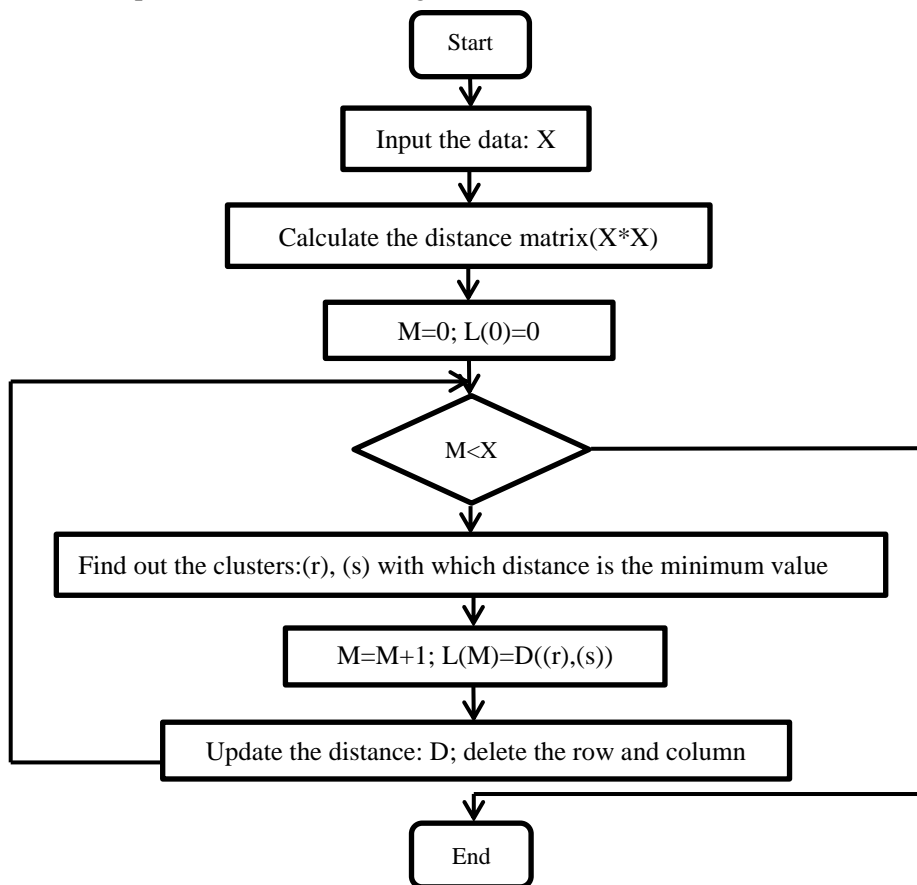 Start
Input the data: X
Calculate the distance matrix(X*X)
M=0; L(0)=0
M<X
Find out the clusters:(r), (s) with which distance is the minimum value
M=M+1; L(M)=D((r),(s))
Update the distance: D; delete the row and column
End